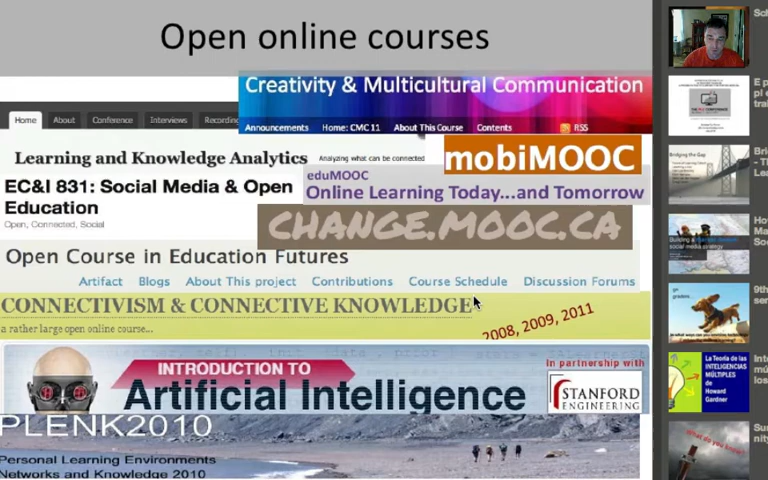 Open online courses
Creativity & Multicultural Communication
Announcements Home: CMC 11 About This Course Contents RSS
Home About Conference Interviews Recording
Learning and Knowledge Analytics Analyzing what can be connected
mobiMOOC
EC&I 831: Social Media & Open
Education
Open, Connected, Social
eduMOOC
Online Learning Today...and Tomorrow
CHANGE.MOOC.CA
Open Course in Education Futures
Artifact Blogs About This project Contributions Course Schedule Discussion Forums
CONNECTIVISM & CONNECTIVE KNOWLEDGE
a rather large open online course...
2008, 2009, 2011
INTRODUCTION TO
Artificial Intelligence
In partnership with
STANFORD
ENGINEERING
PLENK2010
Personal Learning Environments
Networks and Knowledge 2010
Bridging the Gap
La Teoría de las
INTELIGENCIAS
MÚLTIPLES
de
Howard
Gardner
What do you know?